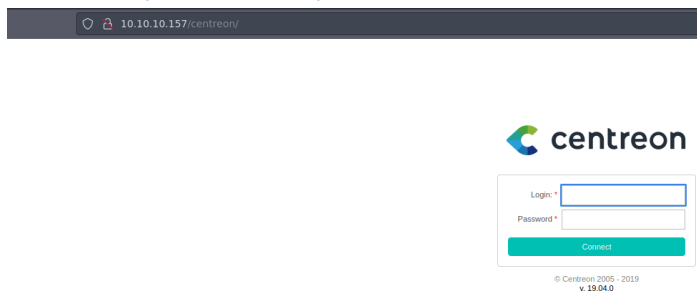 10.10.10.157/centreon/
centreon
Login: *
Password *
Connect
© Centreon 2005 - 2019
v. 19.04.0